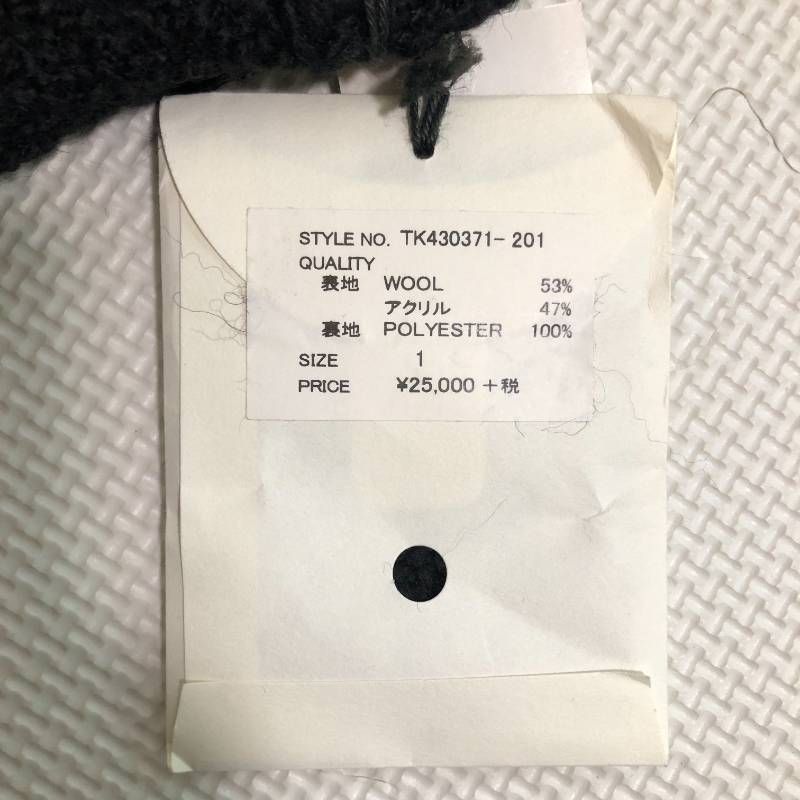 STYLE NO. TK430371-201
QUALITY
表地 WOOL 53%
アクリル 47%
裏地 POLYESTER 100%
SIZE 1
PRICE ¥25,000 +税